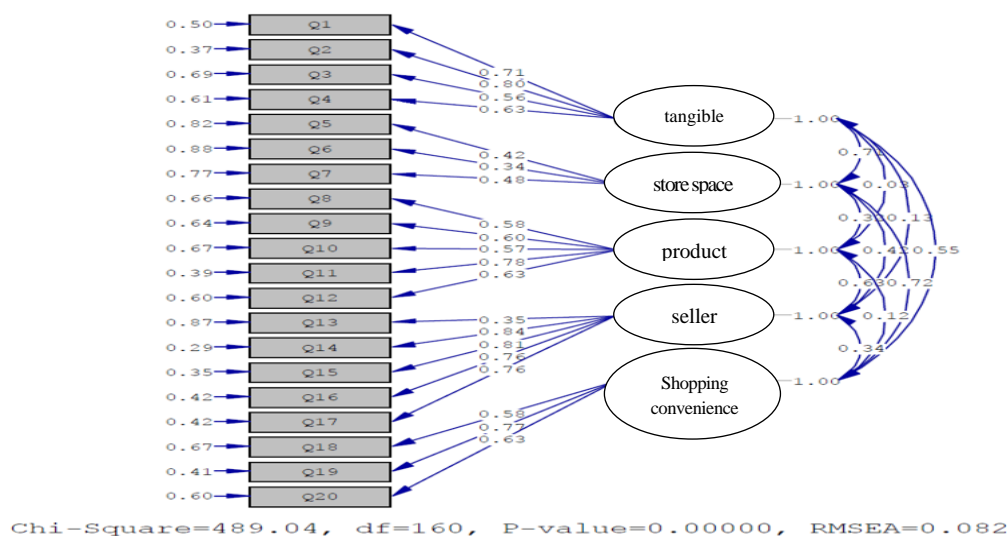 0.50 Q1
0.37 Q2
0.69 Q3
0.61 Q4
0.82 Q5
0.88 Q6
0.77 Q7
0.66 Q8
0.64 Q9
0.67 Q10
0.39 Q11
0.60 Q12
0.87 Q13
0.29 Q14
0.35 Q15
0.42 Q16
0.42 Q17
0.67 Q18
0.41 Q19
0.60 Q20
0.71
0.80
0.56
0.63
0.42
0.34
0.48
0.58
0.60
0.57
0.78
0.63
0.35
0.84
0.81
0.76
0.76
0.58
0.77
0.63
tangible 1.00
store space 1.00
product 1.00
seller 1.00
Shopping
convenience 1.00
0.03
0.13
0.55
0.72
0.12
0.34
Chi-Square=489.04, df=160, P-value=0.00000, RMSEA=0.082